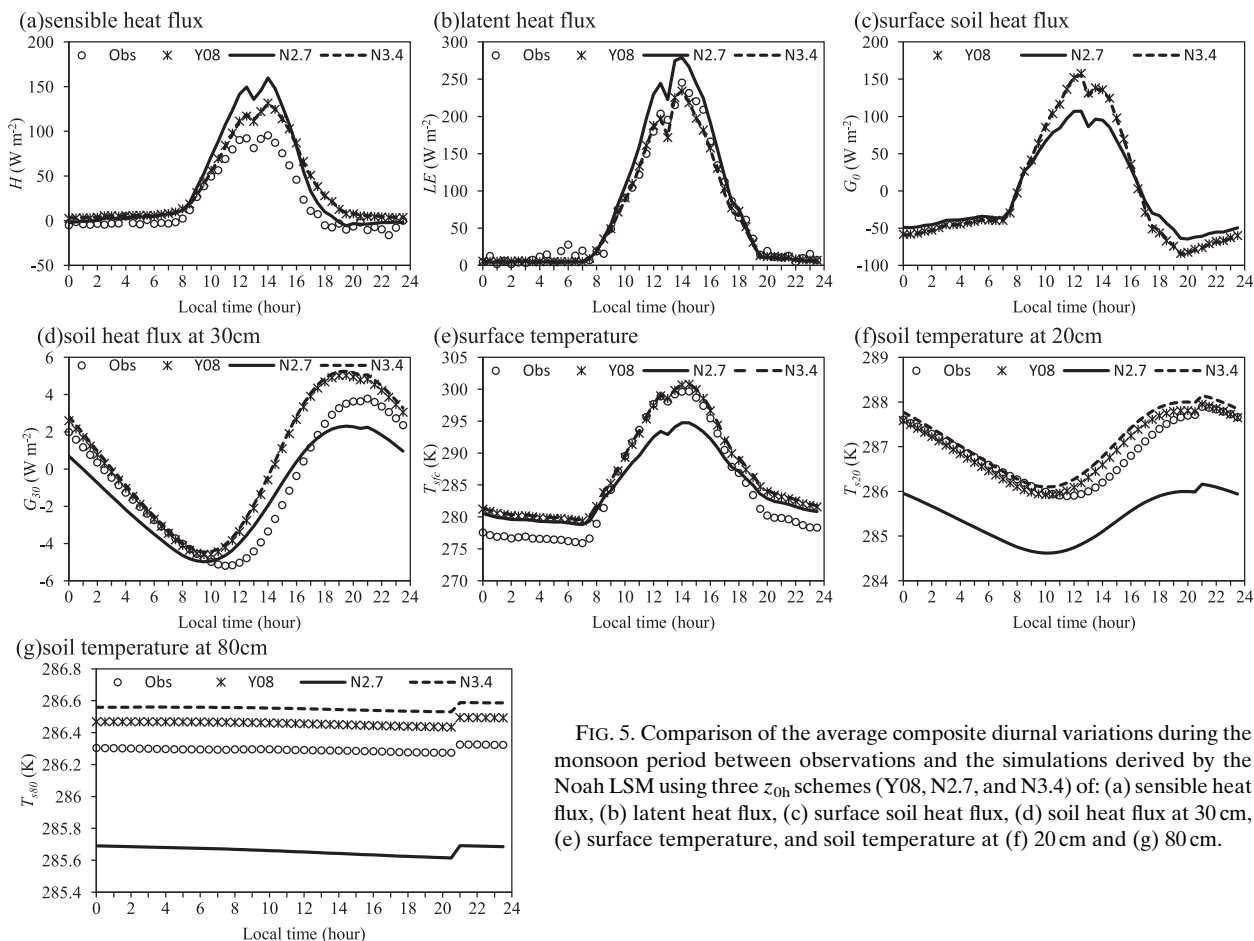 (a)sensible heat flux
200
150
100
50
0
-50
H (W m-2)
Obs Y08 N2.7 N3.4
0 2 4 6 8 10 12 14 16 18 20 22 24
Local time (hour)
(b)latent heat flux
300
250
200
150
100
50
0
LE (W m-2)
Obs Y08 N2.7 N3.4
0 2 4 6 8 10 12 14 16 18 20 22 24
Local time (hour)
(c)surface soil heat flux
200
150
100
50
0
-50
-100
G0 (W m-2)
Y08 N2.7 N3.4
0 2 4 6 8 10 12 14 16 18 20 22 24
Local time (hour)
(d)soil heat flux at 30cm
6
4
2
0
-2
-4
-6
G30 (W m-2)
Obs Y08 N2.7 N3.4
0 2 4 6 8 10 12 14 16 18 20 22 24
Local time (hour)
(e)surface temperature
305
300
295
290
285
280
275
270
Tsfc (K)
Obs Y08 N2.7 N3.4
0 2 4 6 8 10 12 14 16 18 20 22 24
Local time (hour)
(f)soil temperature at 20cm
289
288
287
286
285
284
Ts20 (K)
Obs Y08 N2.7 N3.4
0 2 4 6 8 10 12 14 16 18 20 22 24
Local time (hour)
(g)soil temperature at 80cm
286.8
286.6
286.4
286.2
286
285.8
285.6
285.4
Ts80 (K)
Obs Y08 N2.7 N3.4
0 2 4 6 8 10 12 14 16 18 20 22 24
Local time (hour)
FIG. 5. Comparison of the average composite diurnal variations during the
monsoon period between observations and the simulations derived by the
Noah LSM using three z0h schemes (Y08, N2.7, and N3.4) of: (a) sensible heat
flux, (b) latent heat flux, (c) surface soil heat flux, (d) soil heat flux at 30 cm,
(e) surface temperature, and soil temperature at (f) 20 cm and (g) 80 cm.